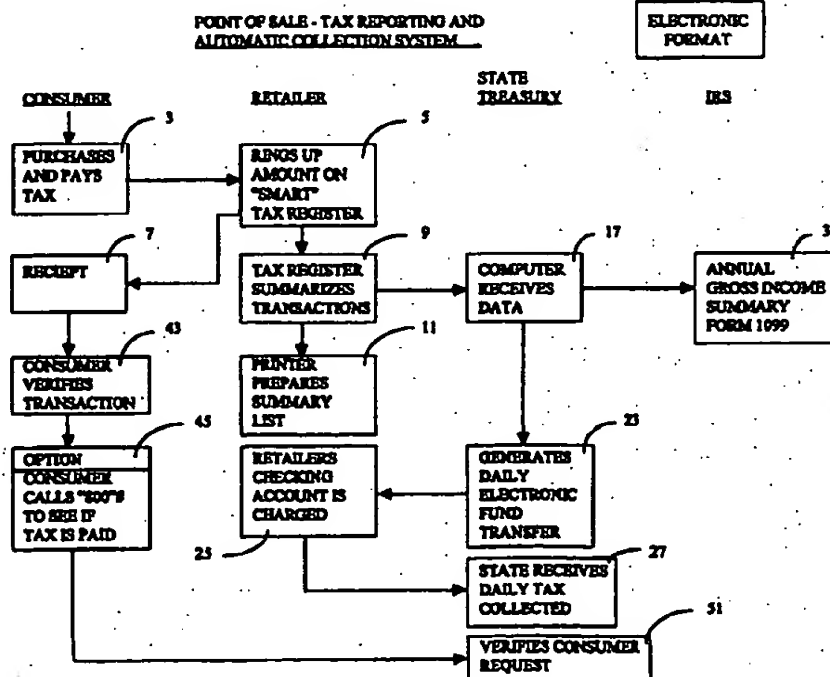 POINT OF SALE - TAX REPORTING AND
AUTOMATIC COLLECTION SYSTEM
ELECTRONIC
FORMAT
CONSUMER
RETAILER
STATE
TREASURY
IRS
3
PURCHASES
AND PAYS
TAX
5
RINGS UP
AMOUNT ON
"SMART"
TAX REGISTER
7
RECIEPT
9
TAX REGISTER
SUMMARIZES
TRANSACTIONS
17
COMPUTER
RECEIVES
DATA
ANNUAL
GROSS INCOME
SUMMARY
FORM 1099
43
CONSUMER
VERIFIES
TRANSACTION
11
PRINTER
PREPARES
SUMMARY
LIST
45
OPTION
CONSUMER
CALLS "800"#
TO SEE IF
TAX IS PAID
RETAILERS
CHECKING
ACCOUNT IS
CHARGED
25
23
GENERATES
DAILY
ELECTRONIC
FUND
TRANSFER
27
STATE RECEIVES
DAILY TAX
COLLECTED
51
VERIFIES CONSUMER
REQUEST